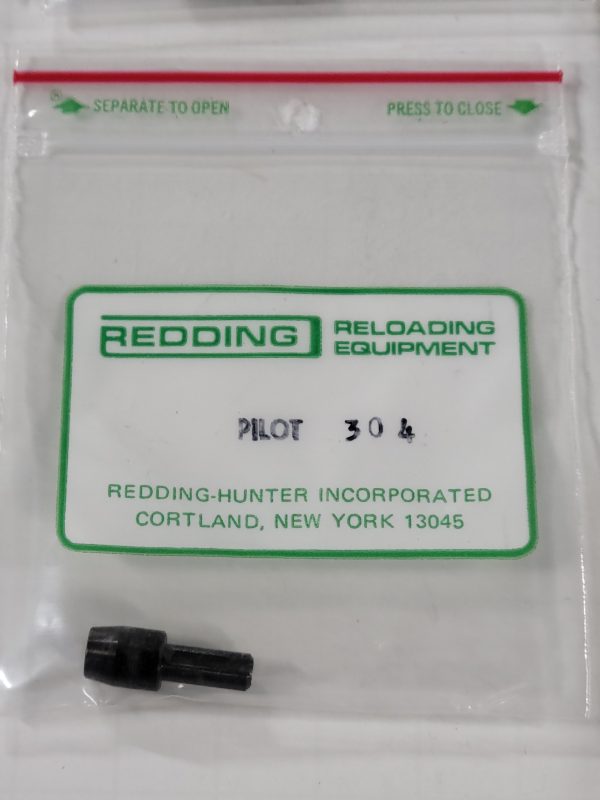 ® SEPARATE TO OPEN PRESS TO CLOSE
REDDING RELOADING
EQUIPMENT
PILOT 304
REDDING-HUNTER INCORPORATED
CORTLAND, NEW YORK 13045